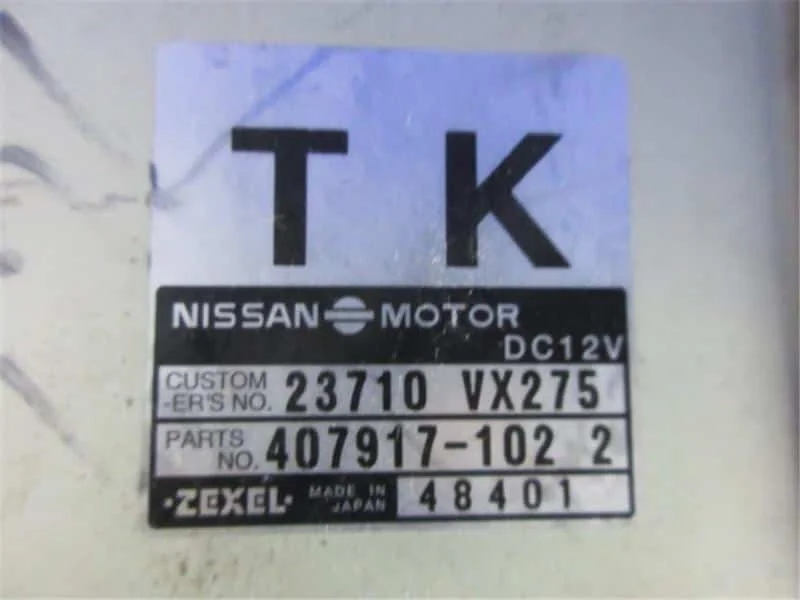 T K
NISSAN MOTOR
DC12V
CUSTOM
-ER'S NO. 23710 VX275
PARTS
NO. 407917-102 2
·ZEXEL· MADE IN
JAPAN 48401